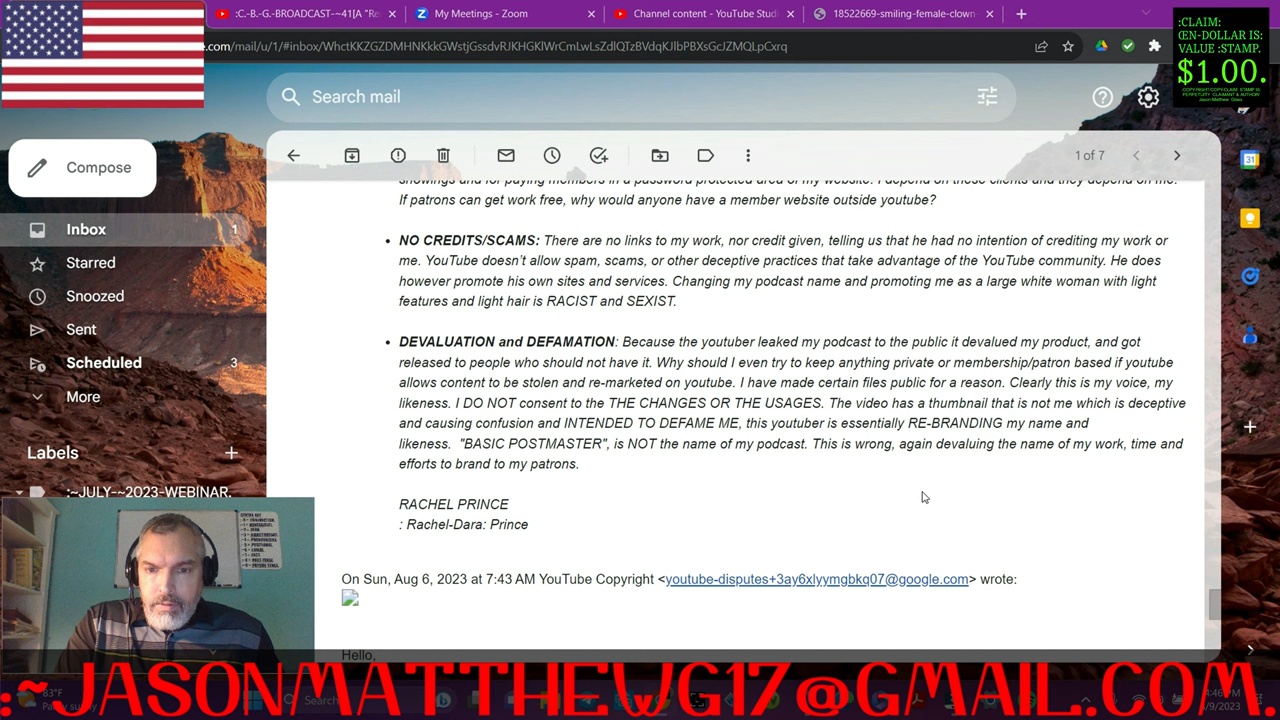 :C.-B.-G.-BROADCAST-~41[A "Re
My Meetings - Zoom
Channel content - YouTube Studi
18522669-smiling-female-clown-
:CLAIM:
VALUE :STAMP.
$1.00.
.com/mail/u/1/#inbox/WhctKKZGZDMHNKkkGWstjGssdvRJKHGKlWrCmLwLsZdlQTzBVdqKJlbPBXsGcJZMQLpCxrq
Search mail
Compose
1 of 7
Inbox 1
Starred
Snoozed
Sent
Scheduled 3
More
Labels
:~JULY-~2023-WEBINAR.
showings and for paying members in a password protected area of my website. I depend on these clients and they depend on me.
If patrons can get work free, why would anyone have a member website outside youtube?
• NO CREDITS/SCAMS: There are no links to my work, nor credit given, telling us that he had no intention of crediting my work or
me. YouTube doesn't allow spam, scams, or other deceptive practices that take advantage of the YouTube community. He does
however promote his own sites and services. Changing my podcast name and promoting me as a large white woman with light
features and light hair is RACIST and SEXIST.
• DEVALUATION and DEFAMATION: Because the youtuber leaked my podcast to the public it devalued my product, and got
released to people who should not have it. Why should I even try to keep anything private or membership/patron based if youtube
allows content to be stolen and re-marketed on youtube. I have made certain files public for a reason. Clearly this is my voice, my
likeness. I DO NOT consent to the THE CHANGES OR THE USAGES. The video has a thumbnail that is not me which is deceptive
and causing confusion and INTENDED TO DEFAME ME, this youtuber is essentially RE-BRANDING my name and
likeness. "BASIC POSTMASTER", is NOT the name of my podcast. This is wrong, again devaluing the name of my work, time and
efforts to brand to my patrons.
RACHEL PRINCE
: Rachel-Dara: Prince
On Sun, Aug 6, 2023 at 7:43 AM YouTube Copyright <youtube-disputes+3ay6xlyymgbkq07@google.com> wrote:
Hello,
:~JASONMATTHEWG17@GMAIL.COM.
83°F
Search